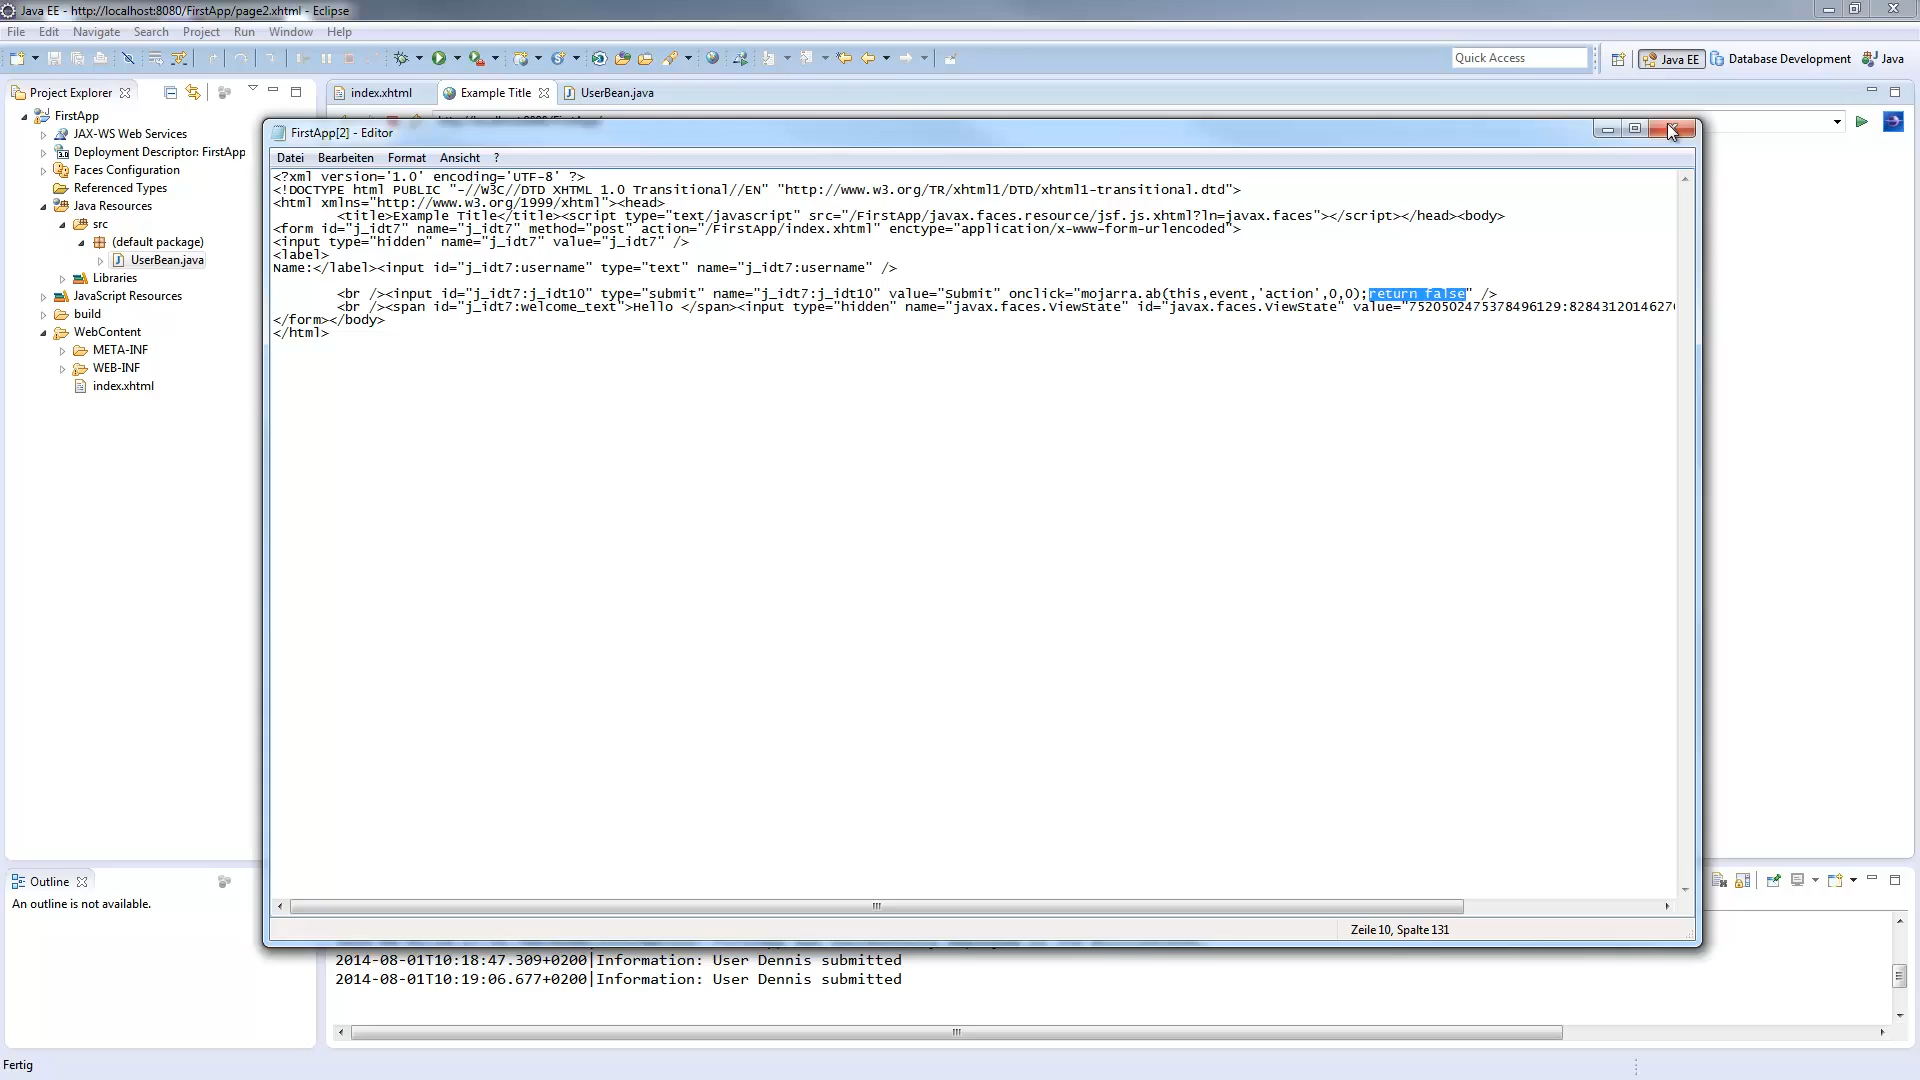 Java EE - http://localhost:8080/FirstApp/page2.xhtml - Eclipse
File Edit Navigate Search Project Run Window Help
Quick Access
Java EE
Database Development
Java
Project Explorer
index.xhtml
Example Title
UserBean.java
FirstApp
JAX-WS Web Services
Deployment Descriptor: FirstApp
Faces Configuration
Referenced Types
Java Resources
src
(default package)
UserBean.java
Libraries
JavaScript Resources
build
WebContent
META-INF
WEB-INF
index.xhtml
FirstApp[2] - Editor
Datei Bearbeiten Format Ansicht ?
<?xml version='1.0' encoding='UTF-8' ?>
<!DOCTYPE html PUBLIC "-//W3C//DTD XHTML 1.0 Transitional//EN" "http://www.w3.org/TR/xhtml1/DTD/xhtml1-transitional.dtd">
<html xmlns="http://www.w3.org/1999/xhtml"><head>
<title>Example Title</title><script type="text/javascript" src="/FirstApp/javax.faces.resource/jsf.js.xhtml?ln=javax.faces"></script></head><body>
<form id="j_idt7" name="j_idt7" method="post" action="/FirstApp/index.xhtml" enctype="application/x-www-form-urlencoded">
<input type="hidden" name="j_idt7" value="j_idt7" />
<label>
Name:</label><input id="j_idt7:username" type="text" name="j_idt7:username" />
<br /><input id="j_idt7:j_idt10" type="submit" name="j_idt7:j_idt10" value="Submit" onclick="mojarra.ab(this,event,'action',0,0);return false" />
<br /><span id="j_idt7:welcome_text">Hello </span><input type="hidden" name="javax.faces.ViewState" id="javax.faces.ViewState" value="7520502475378496129:8284312014627
</form></body>
</html>
Zeile 10, Spalte 131
Outline
An outline is not available.
2014-08-01T10:18:47.309+0200|Information: User Dennis submitted
2014-08-01T10:19:06.677+0200|Information: User Dennis submitted
Fertig